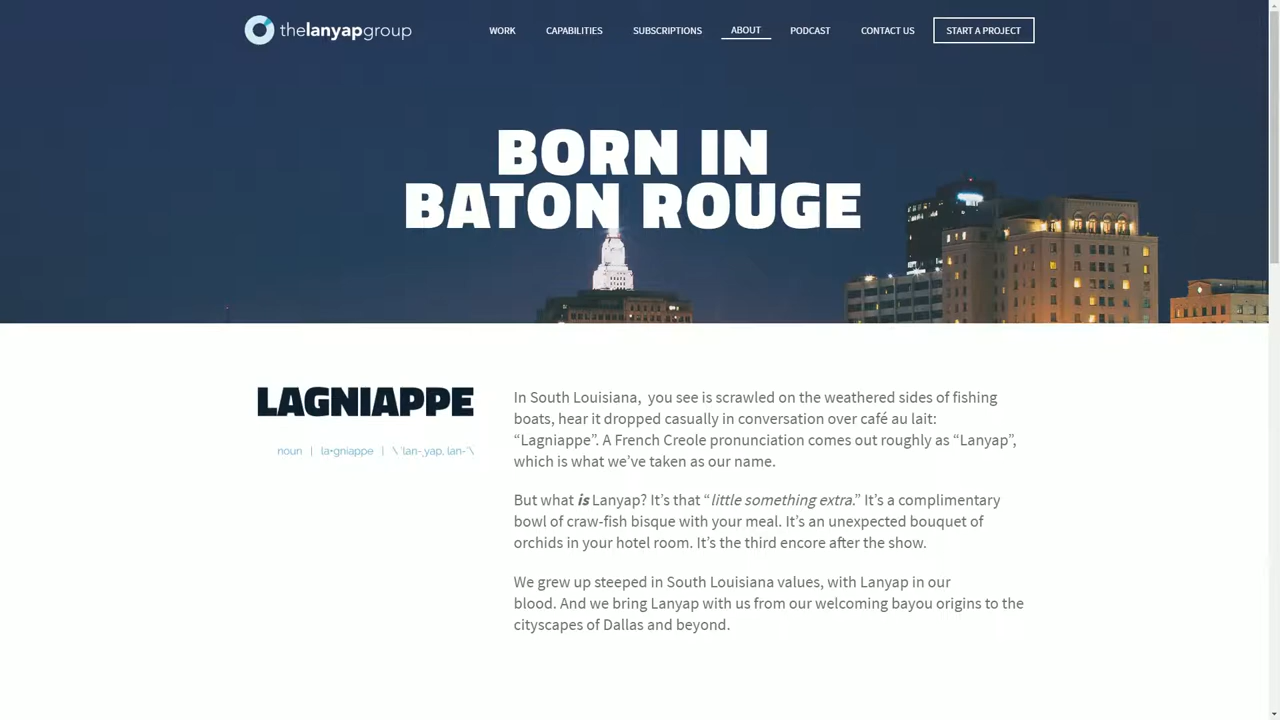 thelanyapgroup
WORK
CAPABILITIES
SUBSCRIPTIONS
ABOUT
PODCAST
CONTACT US
START A PROJECT
BORN IN
BATON ROUGE
LAGNIAPPE
noun | la•gniappe | \ ˈlan-ˌyap, lan-ˈ\
In South Louisiana, you see is scrawled on the weathered sides of fishing
boats, hear it dropped casually in conversation over café au lait:
“Lagniappe”. A French Creole pronunciation comes out roughly as “Lanyap”,
which is what we’ve taken as our name.
But what is Lanyap? It’s that “little something extra.” It’s a complimentary
bowl of craw-fish bisque with your meal. It’s an unexpected bouquet of
orchids in your hotel room. It’s the third encore after the show.
We grew up steeped in South Louisiana values, with Lanyap in our
blood. And we bring Lanyap with us from our welcoming bayou origins to the
cityscapes of Dallas and beyond.